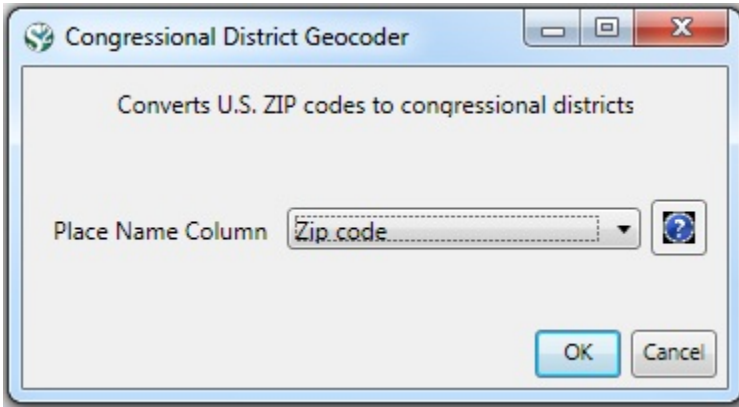 Congressional District Geocoder
Converts U.S. ZIP codes to congressional districts
Place Name Column Zip code ?
OK Cancel